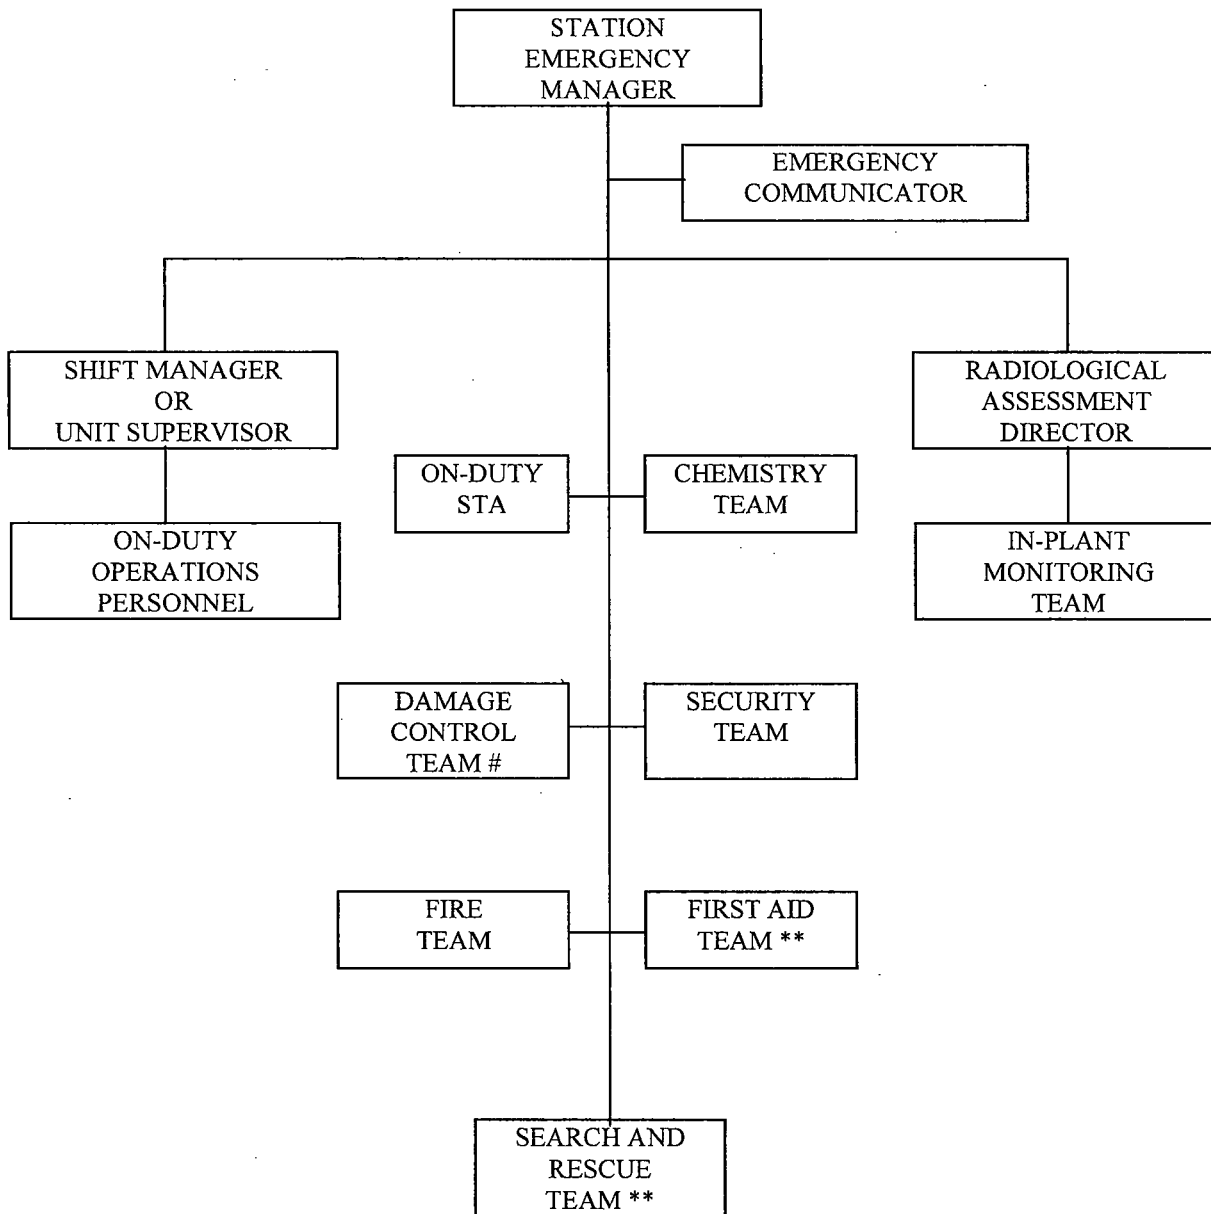 STATION
EMERGENCY
MANAGER
EMERGENCY
COMMUNICATOR
SHIFT MANAGER
OR
UNIT SUPERVISOR
RADIOLOGICAL
ASSESSMENT
DIRECTOR
ON-DUTY
STA
CHEMISTRY
TEAM
ON-DUTY
OPERATIONS
PERSONNEL
IN-PLANT
MONITORING
TEAM
DAMAGE
CONTROL
TEAM #
SECURITY
TEAM
FIRE
TEAM
FIRST AID
TEAM **
SEARCH AND
RESCUE
TEAM **